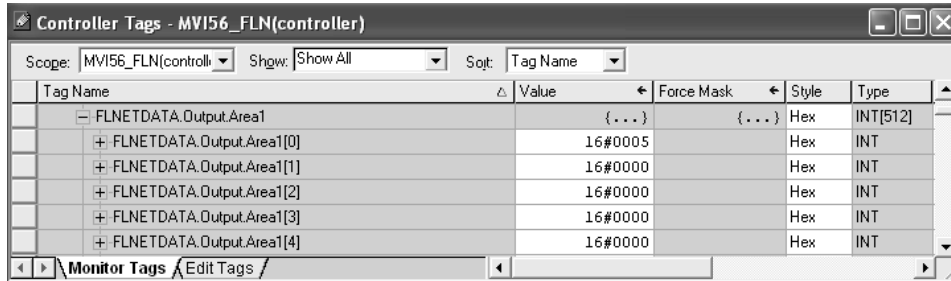 Controller Tags - MVI56_FLN(controller)
Scope: MVI56_FLN(controll Show: Show All Sort: Tag Name
Tag Name Value Force Mask Style Type
FLNETDATA.Output.Area1 {...} {...} Hex INT[512]
FLNETDATA.Output.Area1[0] 16#0005 Hex INT
FLNETDATA.Output.Area1[1] 16#0000 Hex INT
FLNETDATA.Output.Area1[2] 16#0000 Hex INT
FLNETDATA.Output.Area1[3] 16#0000 Hex INT
FLNETDATA.Output.Area1[4] 16#0000 Hex INT
Monitor Tags Edit Tags